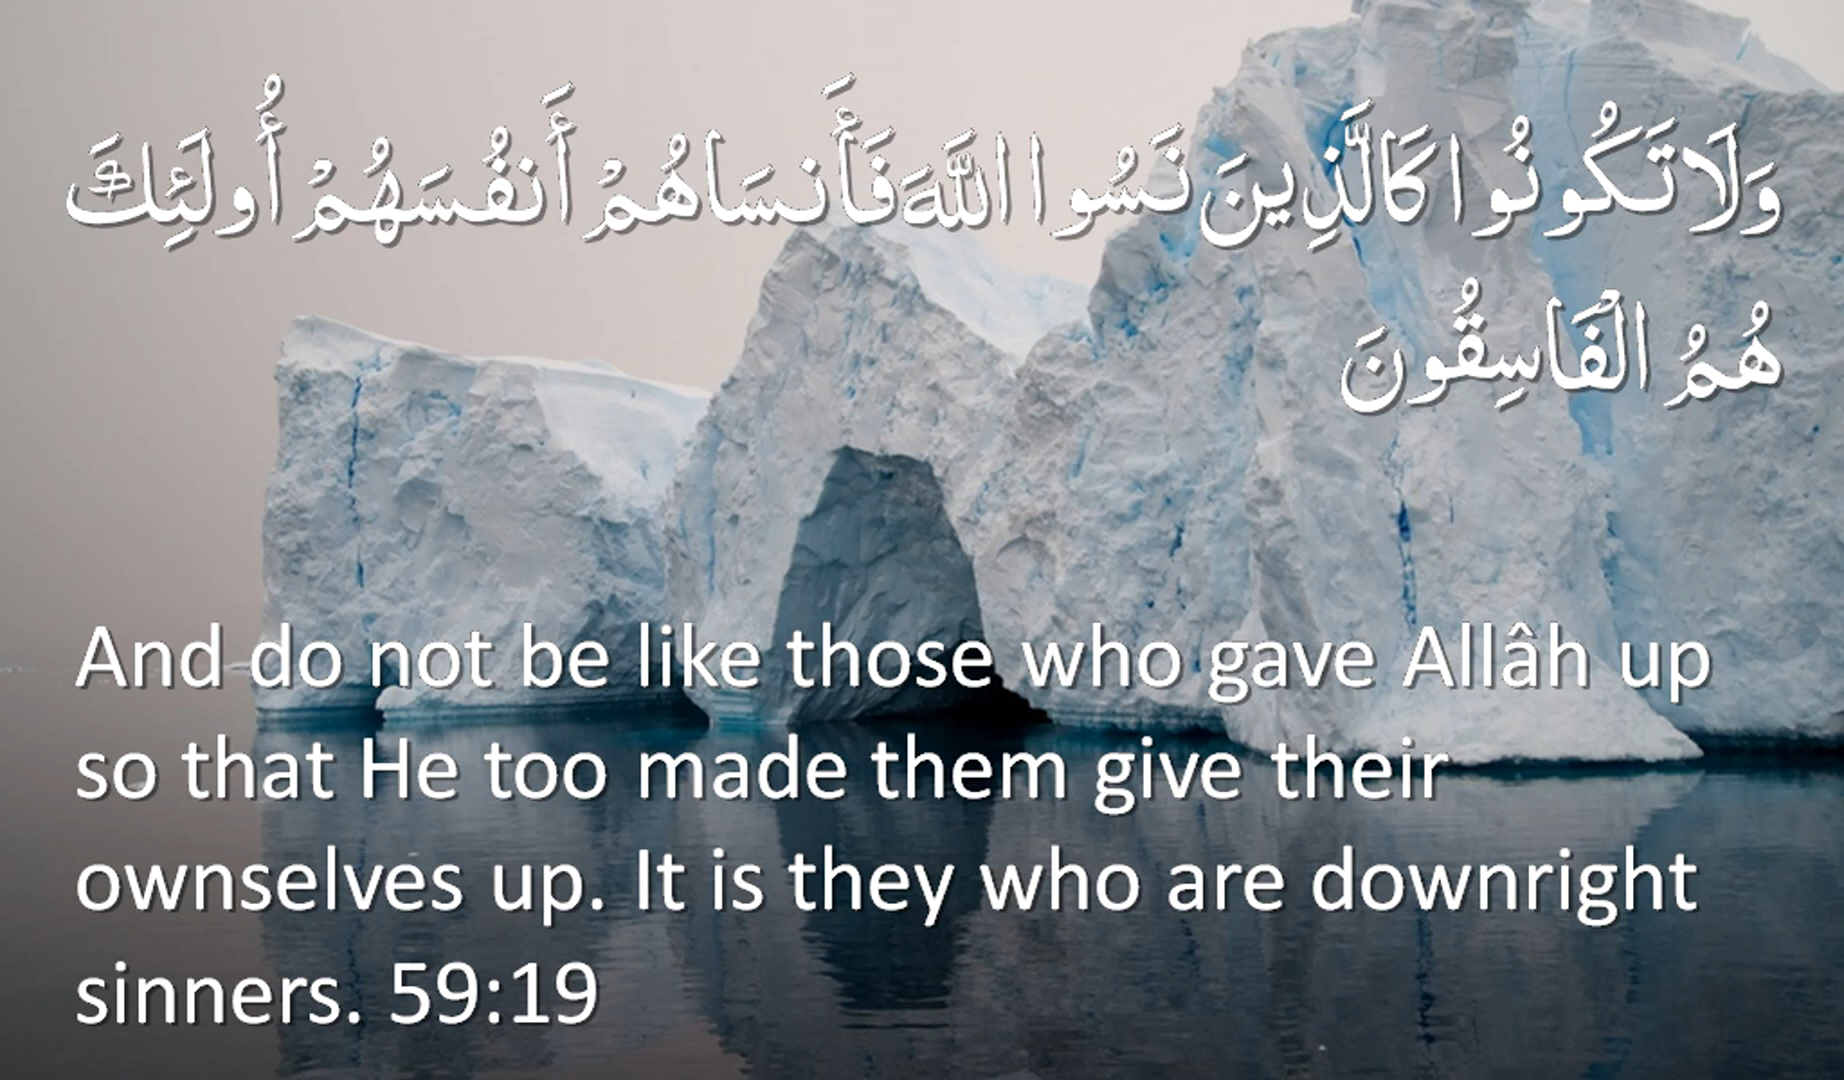 وَلَا تَكُونُوا كَالَّذِينَ نَسُوا اللَّهَ فَأَنسَاهُمْ أَنفُسَهُمْ أُولَٰئِكَ
هُمُ الْفَاسِقُونَ
And do not be like those who gave Allâh up
so that He too made them give their
ownselves up. It is they who are downright
sinners. 59:19